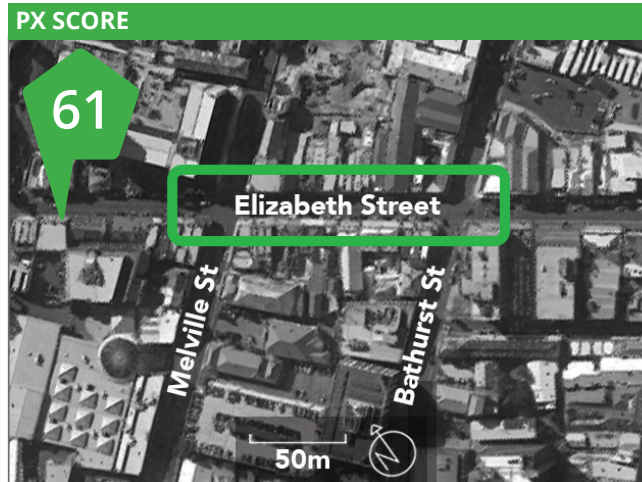 PX SCORE
61
Elizabeth Street
Melville St
Bathurst St
50m
N